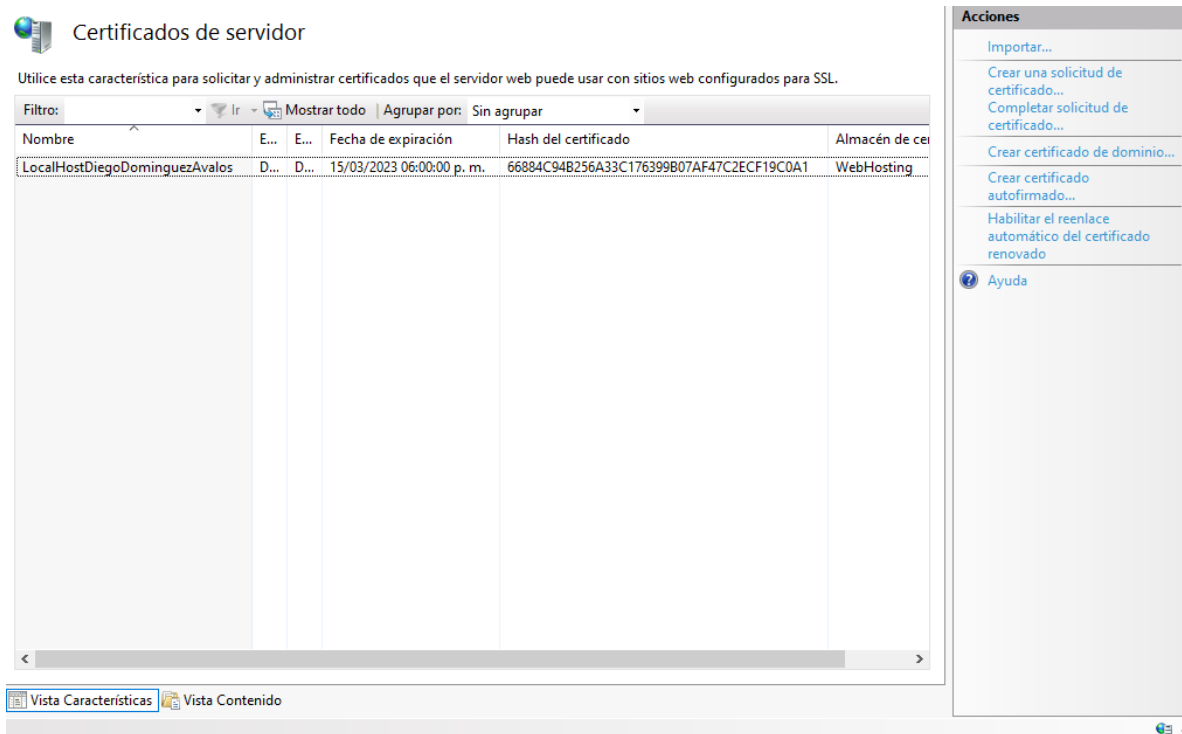 Certificados de servidor
Utilice esta característica para solicitar y administrar certificados que el servidor web puede usar con sitios web configurados para SSL.
Filtro: Ir Mostrar todo Agrupar por: Sin agrupar
Nombre E... E... Fecha de expiración Hash del certificado Almacén de cer
LocalHostDiegoDominguezAvalos D... D... 15/03/2023 06:00:00 p. m. 66884C94B256A33C176399B07AF47C2ECF19C0A1 WebHosting
Vista Características Vista Contenido
Acciones
Importar...
Crear una solicitud de
certificado...
Completar solicitud de
certificado...
Crear certificado de dominio...
Crear certificado
autofirmado...
Habilitar el reenlace
automático del certificado
renovado
Ayuda